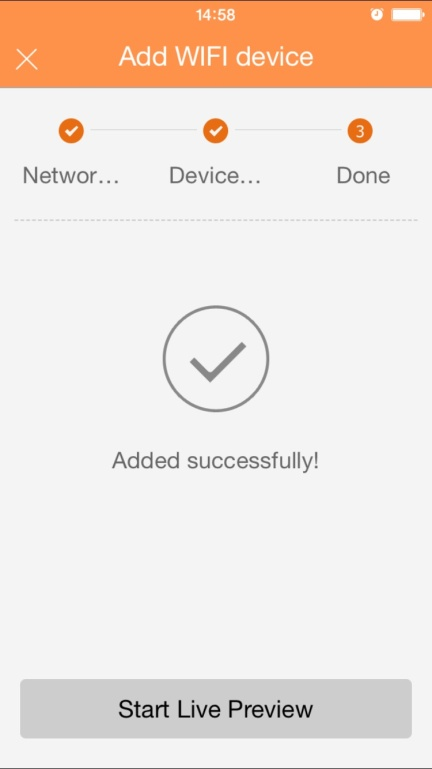 14:58
Add WIFI device
3
Networ…
Device…
Done
Added successfully!
Start Live Preview